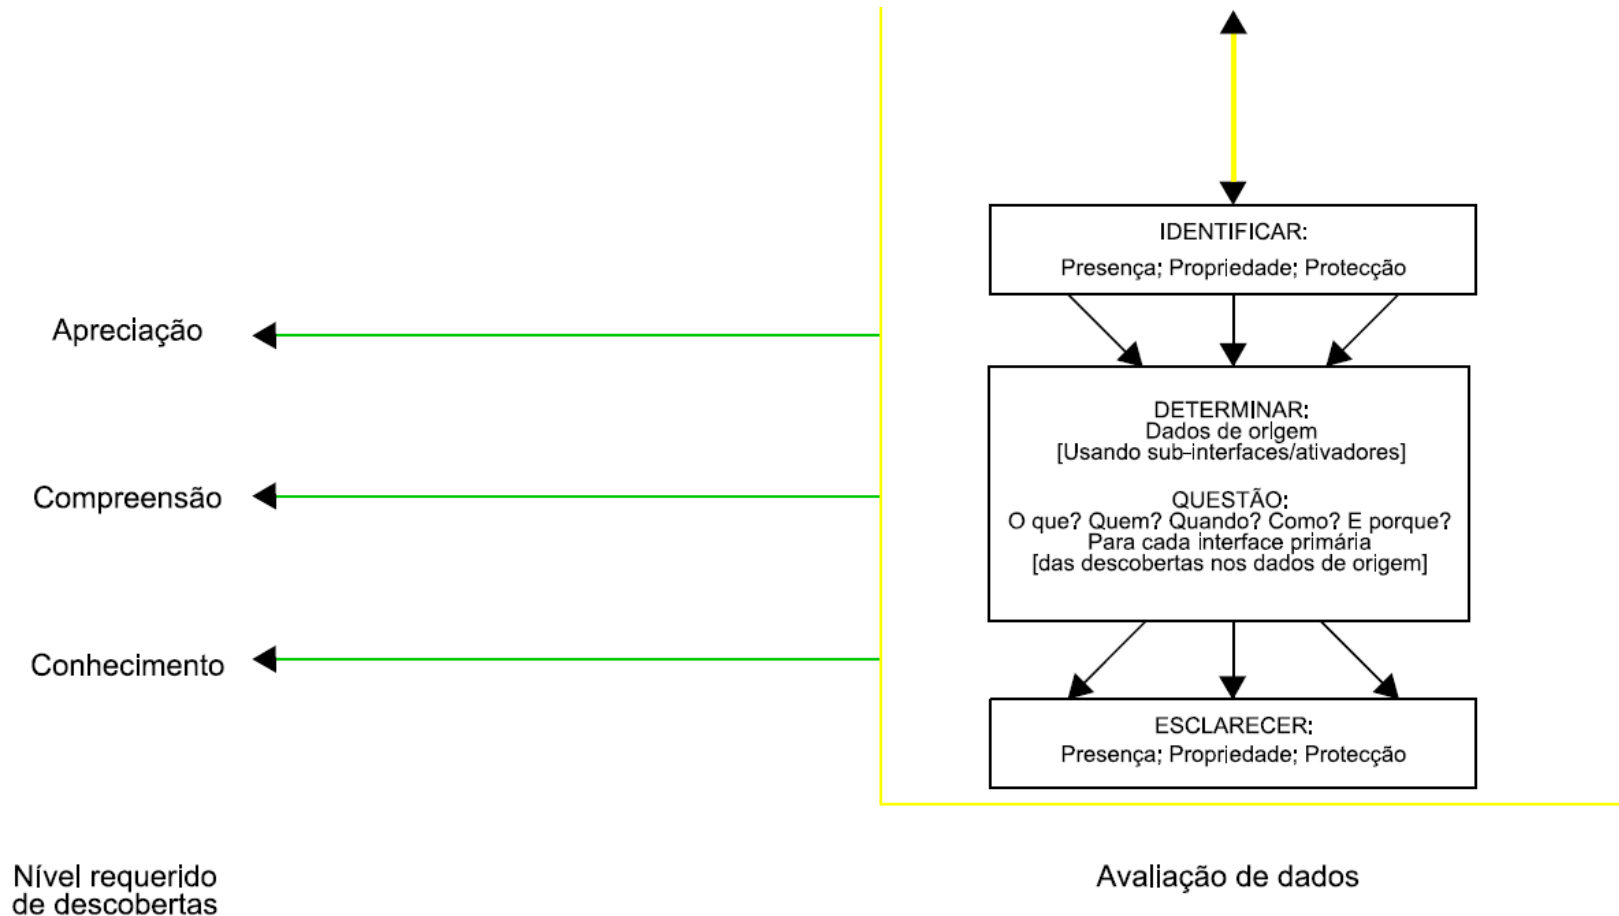 IDENTIFICAR:
Presença; Propriedade; Protecção
Apreciação
DETERMINAR:
Dados de origem
[Usando sub-interfaces/ativadores]
Compreensão
QUESTÃO:
O que? Quem? Quando? Como? E porque?
Para cada interface primária
[das descobertas nos dados de origem]
Conhecimento
ESCLARECER:
Presença; Propriedade; Protecção
Nível requerido
de descobertas
Avaliação de dados